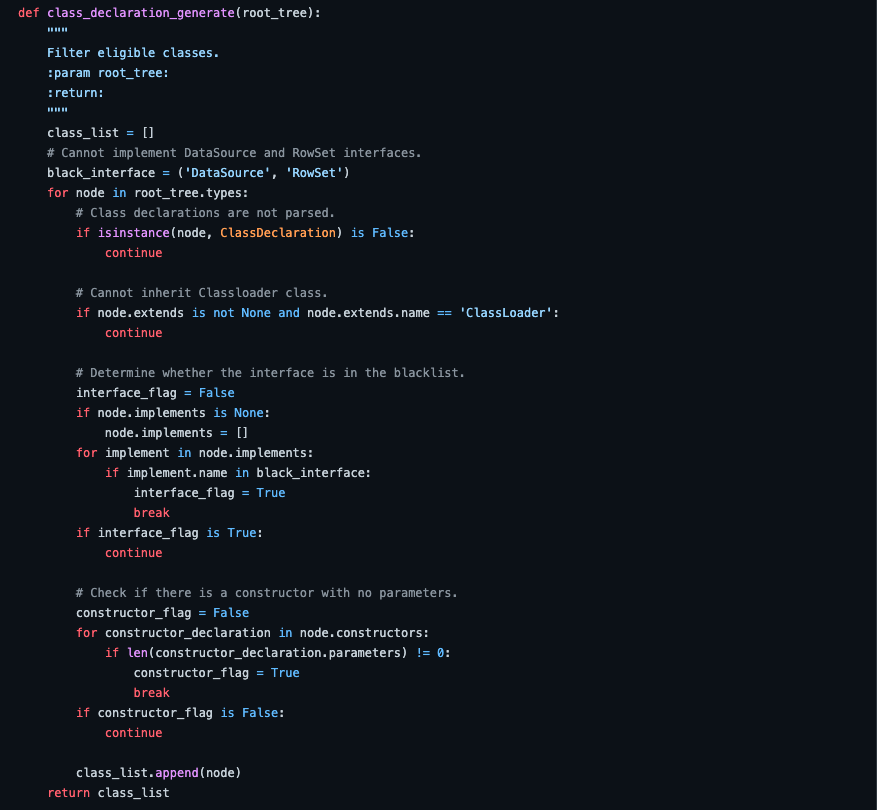 def class_declaration_generate(root_tree):
    """
    Filter eligible classes.
    :param root_tree:
    :return:
    """
    class_list = []
    # Cannot implement DataSource and RowSet interfaces.
    black_interface = ('DataSource', 'RowSet')
    for node in root_tree.types:
        # Class declarations are not parsed.
        if isinstance(node, ClassDeclaration) is False:
            continue

        # Cannot inherit Classloader class.
        if node.extends is not None and node.extends.name == 'ClassLoader':
            continue

        # Determine whether the interface is in the blacklist.
        interface_flag = False
        if node.implements is None:
            node.implements = []
        for implement in node.implements:
            if implement.name in black_interface:
                interface_flag = True
                break
        if interface_flag is True:
            continue

        # Check if there is a constructor with no parameters.
        constructor_flag = False
        for constructor_declaration in node.constructors:
            if len(constructor_declaration.parameters) != 0:
                constructor_flag = True
                break
        if constructor_flag is False:
            continue

        class_list.append(node)
    return class_list